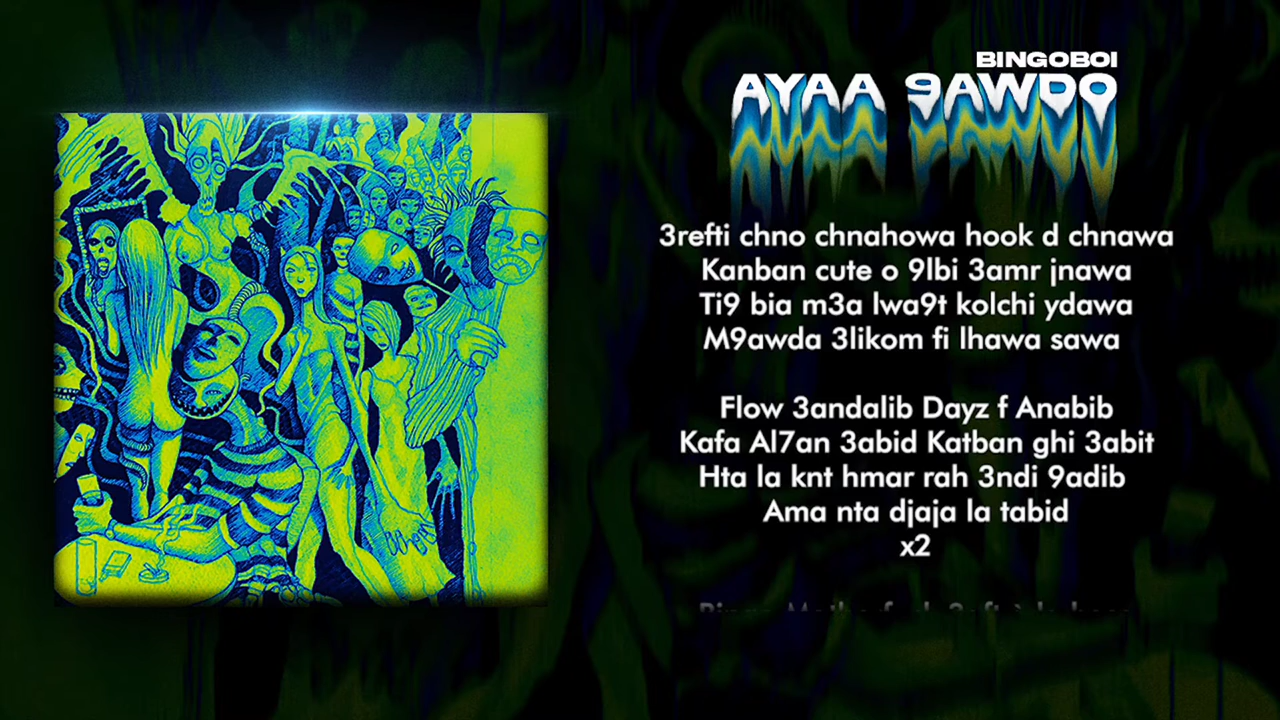 BINGOBOI
AYAA 9AWDO
3refti chno chnahowa hook d chnawa
Kanban cute o 9lbi 3amr jnawa
Ti9 bia m3a lwa9t kolchi ydawa
M9awda 3likom fi lhawa sawa
Flow 3andalib Dayz f Anabib
Kafa Al7an 3abid Katban ghi 3abit
Hta la knt hmar rah 3ndi 9adib
Ama nta djaja la tabid
x2